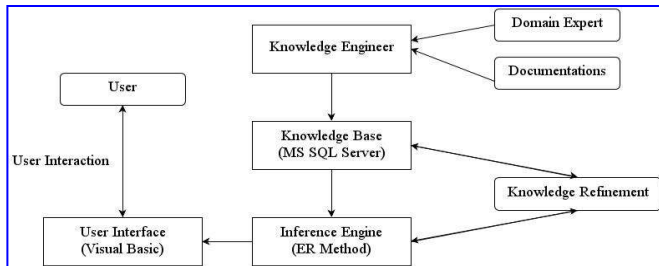 Domain Expert
Knowledge Engineer
Documentations
User
Knowledge Base
(MS SQL Server)
User Interaction
Knowledge Refinement
User Interface
(Visual Basic)
Inference Engine
(ER Method)